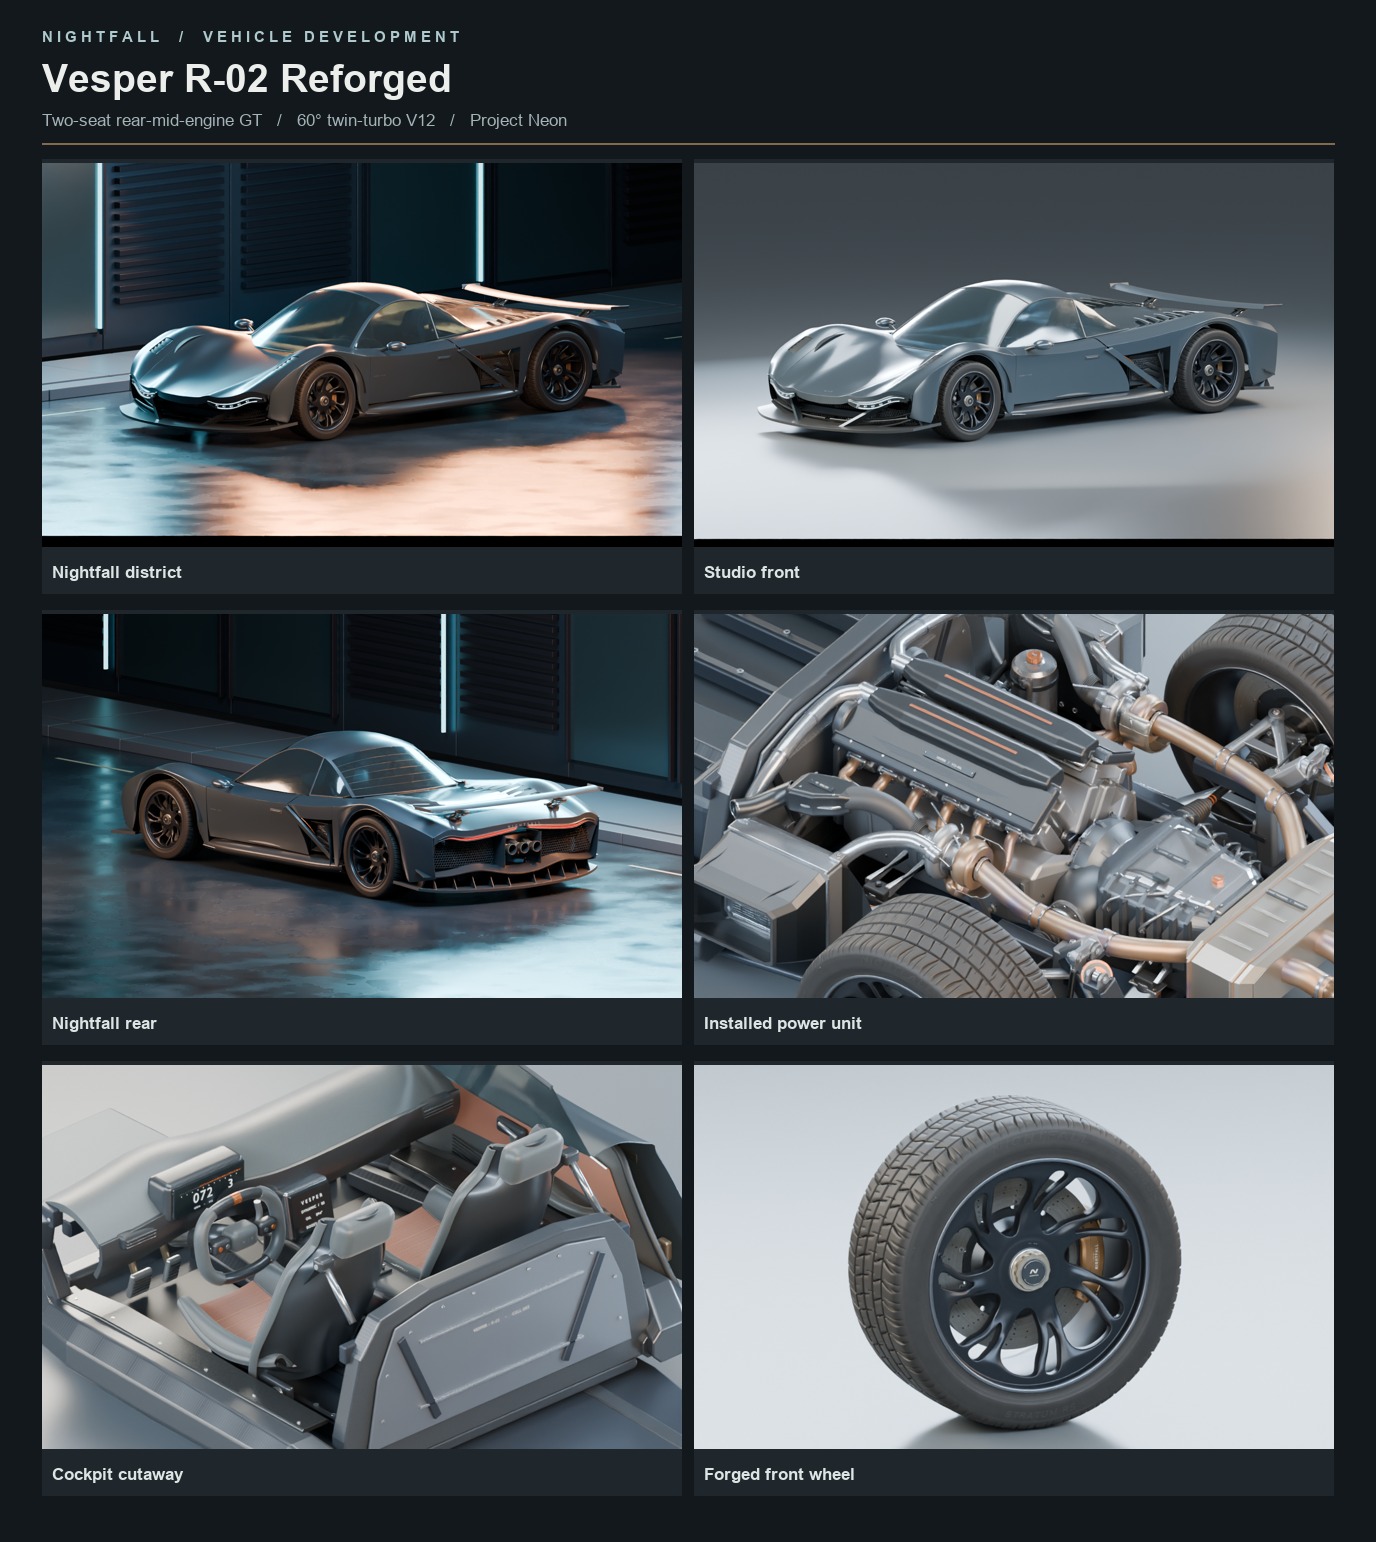 NIGHTFALL / VEHICLE DEVELOPMENT
Vesper R-02 Reforged
Two-seat rear-mid-engine GT / 60° twin-turbo V12 / Project Neon
Nightfall district
Studio front
Nightfall rear
Installed power unit
072 3
VESPER
Cockpit cutaway
Forged front wheel